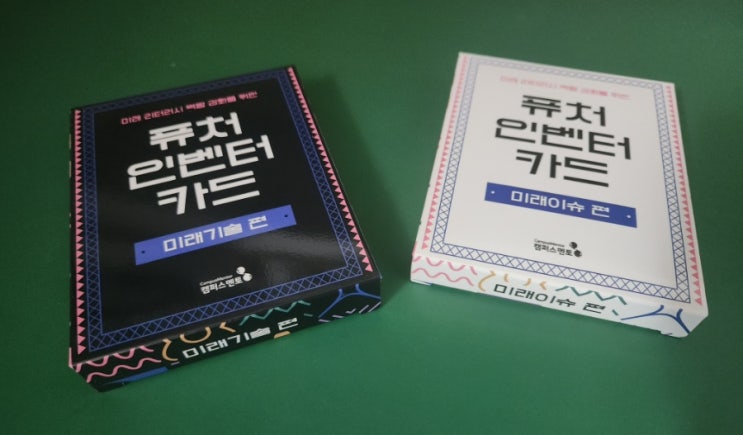 미래 리터러시 역량 강화를 위한
퓨처
인벤터
카드
미래기술 편
CampusMentor
캠퍼스멘토
미래기술 편
미래 리터러시 역량 강화를 위한
퓨처
인벤터
카드
미래이슈 편
CampusMentor
캠퍼스멘토
미래이슈 편